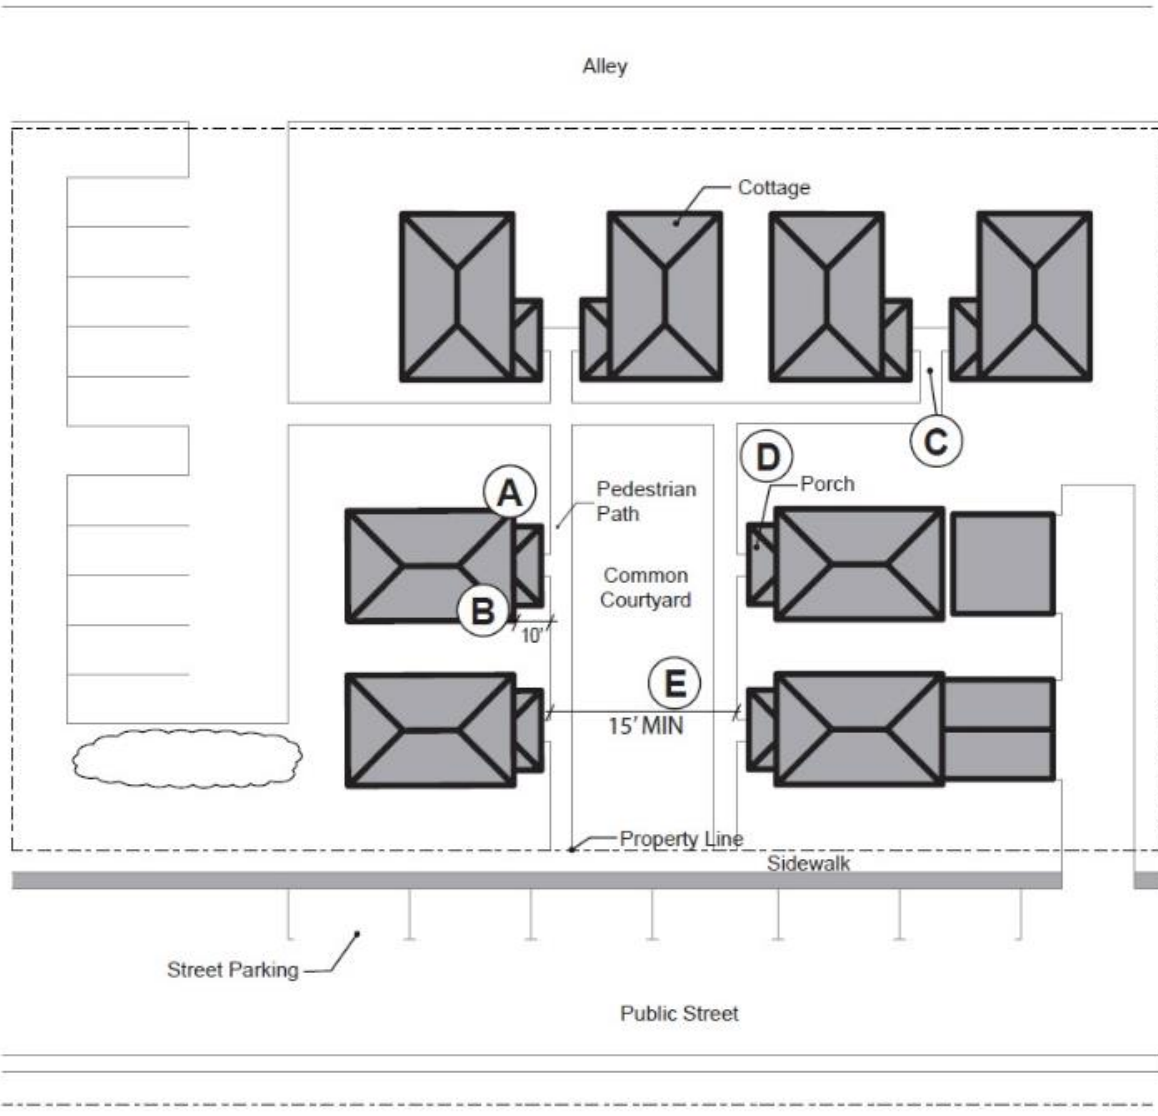 Alley
Cottage
C
D
Porch
A
Pedestrian
Path
Common
Courtyard
B
10'
E
15' MIN
Property Line
Sidewalk
Street Parking
Public Street